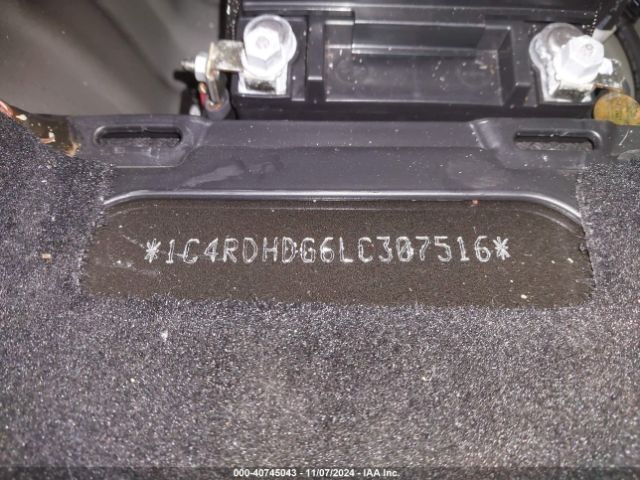 *1C4RDHDG6LC307516*
000-40745043 - 11/07/2024 - IAA Inc.